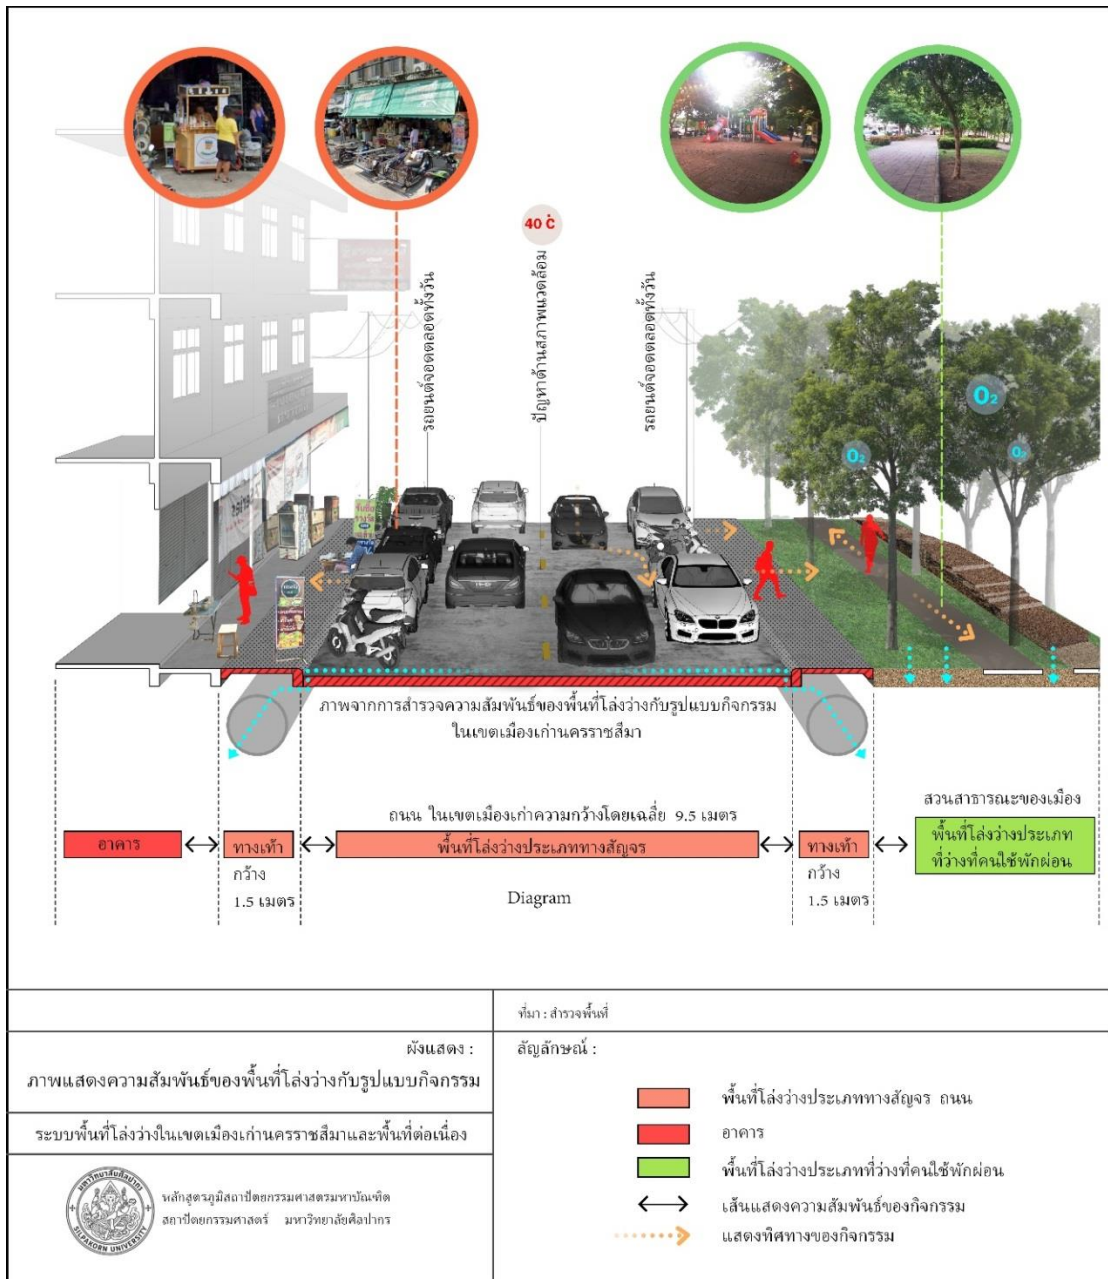 40 °C
รถยนต์จอดตลอดทั้งวัน
ปัญหาด้านสภาพแวดล้อม
รถยนต์จอดตลอดทั้งวัน
O2
O2
O2
ภาพจากการสำรวจความสัมพันธ์ของพื้นที่โล่งว่างกับรูปแบบกิจกรรม
ในเขตเมืองเก่านครราชสีมา
สวนสาธารณะของเมือง
ถนน ในเขตเมืองเก่าความกว้างโดยเฉลี่ย 9.5 เมตร
อาคาร
ทางเท้า
พื้นที่โล่งว่างประเภททางสัญจร
ทางเท้า
พื้นที่โล่งว่างประเภท
ที่ว่างที่คนใช้พักผ่อน
กว้าง
1.5 เมตร
กว้าง
1.5 เมตร
Diagram
ที่มา : สำรวจพื้นที่
ผังแสดง :
ภาพแสดงความสัมพันธ์ของพื้นที่โล่งว่างกับรูปแบบกิจกรรม
ระบบพื้นที่โล่งว่างในเขตเมืองเก่านครราชสีมาและพื้นที่ต่อเนื่อง
มหาวิทยาลัยศิลปากร
SILPAKORN UNIVERSITY
หลักสูตรภูมิสถาปัตยกรรมศาสตรมหาบัณฑิต
สถาปัตยกรรมศาสตร์ มหาวิทยาลัยศิลปากร
สัญลักษณ์ :
พื้นที่โล่งว่างประเภททางสัญจร ถนน
อาคาร
พื้นที่โล่งว่างประเภทที่ว่างที่คนใช้พักผ่อน
เส้นแสดงความสัมพันธ์ของกิจกรรม
แสดงทิศทางของกิจกรรม